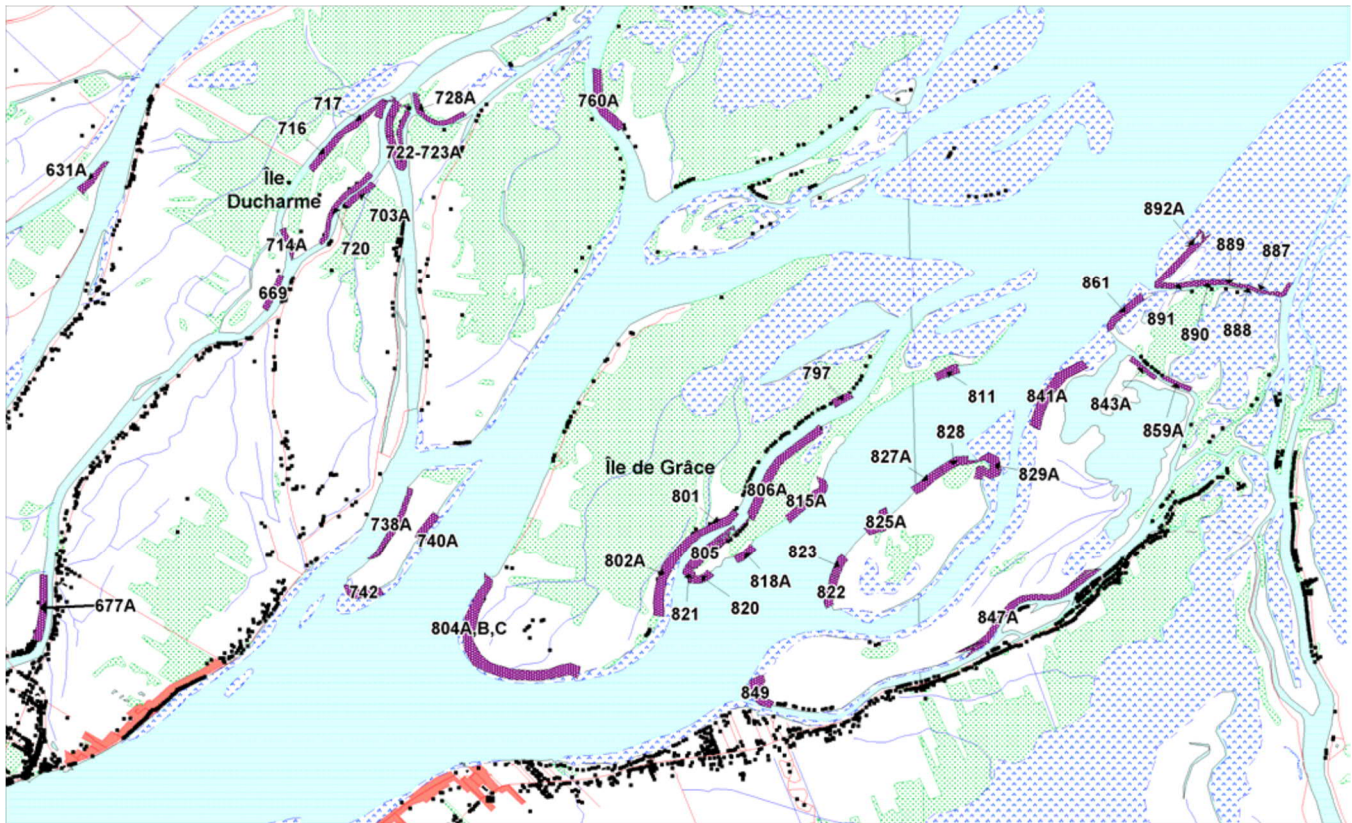 717
728A
760A
716
722-723A
631A
Île
Ducharme
703A
714A
720
669
892A
889
887
861
891
890
888
797
811
841A
843A
859A
828
827A
829A
Île de Grâce
801
806A
815A
738A
740A
825A
805
823
802A
818A
742
822
677A
821
820
804A,B,C
847A
849